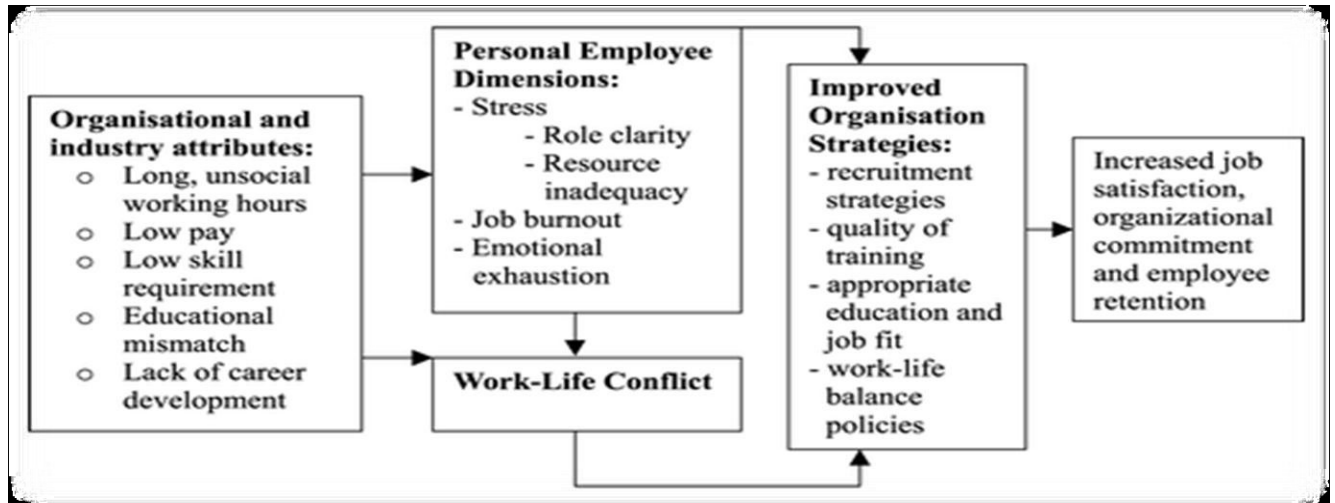 Organisational and
industry attributes:
o Long, unsocial
working hours
o Low pay
o Low skill
requirement
o Educational
mismatch
o Lack of career
development
Personal Employee
Dimensions:
- Stress
- Role clarity
- Resource
inadequacy
- Job burnout
- Emotional
exhaustion
Work-Life Conflict
Improved
Organisation
Strategies:
- recruitment
strategies
- quality of
training
- appropriate
education and
job fit
- work-life
balance
policies
Increased job
satisfaction,
organizational
commitment
and employee
retention